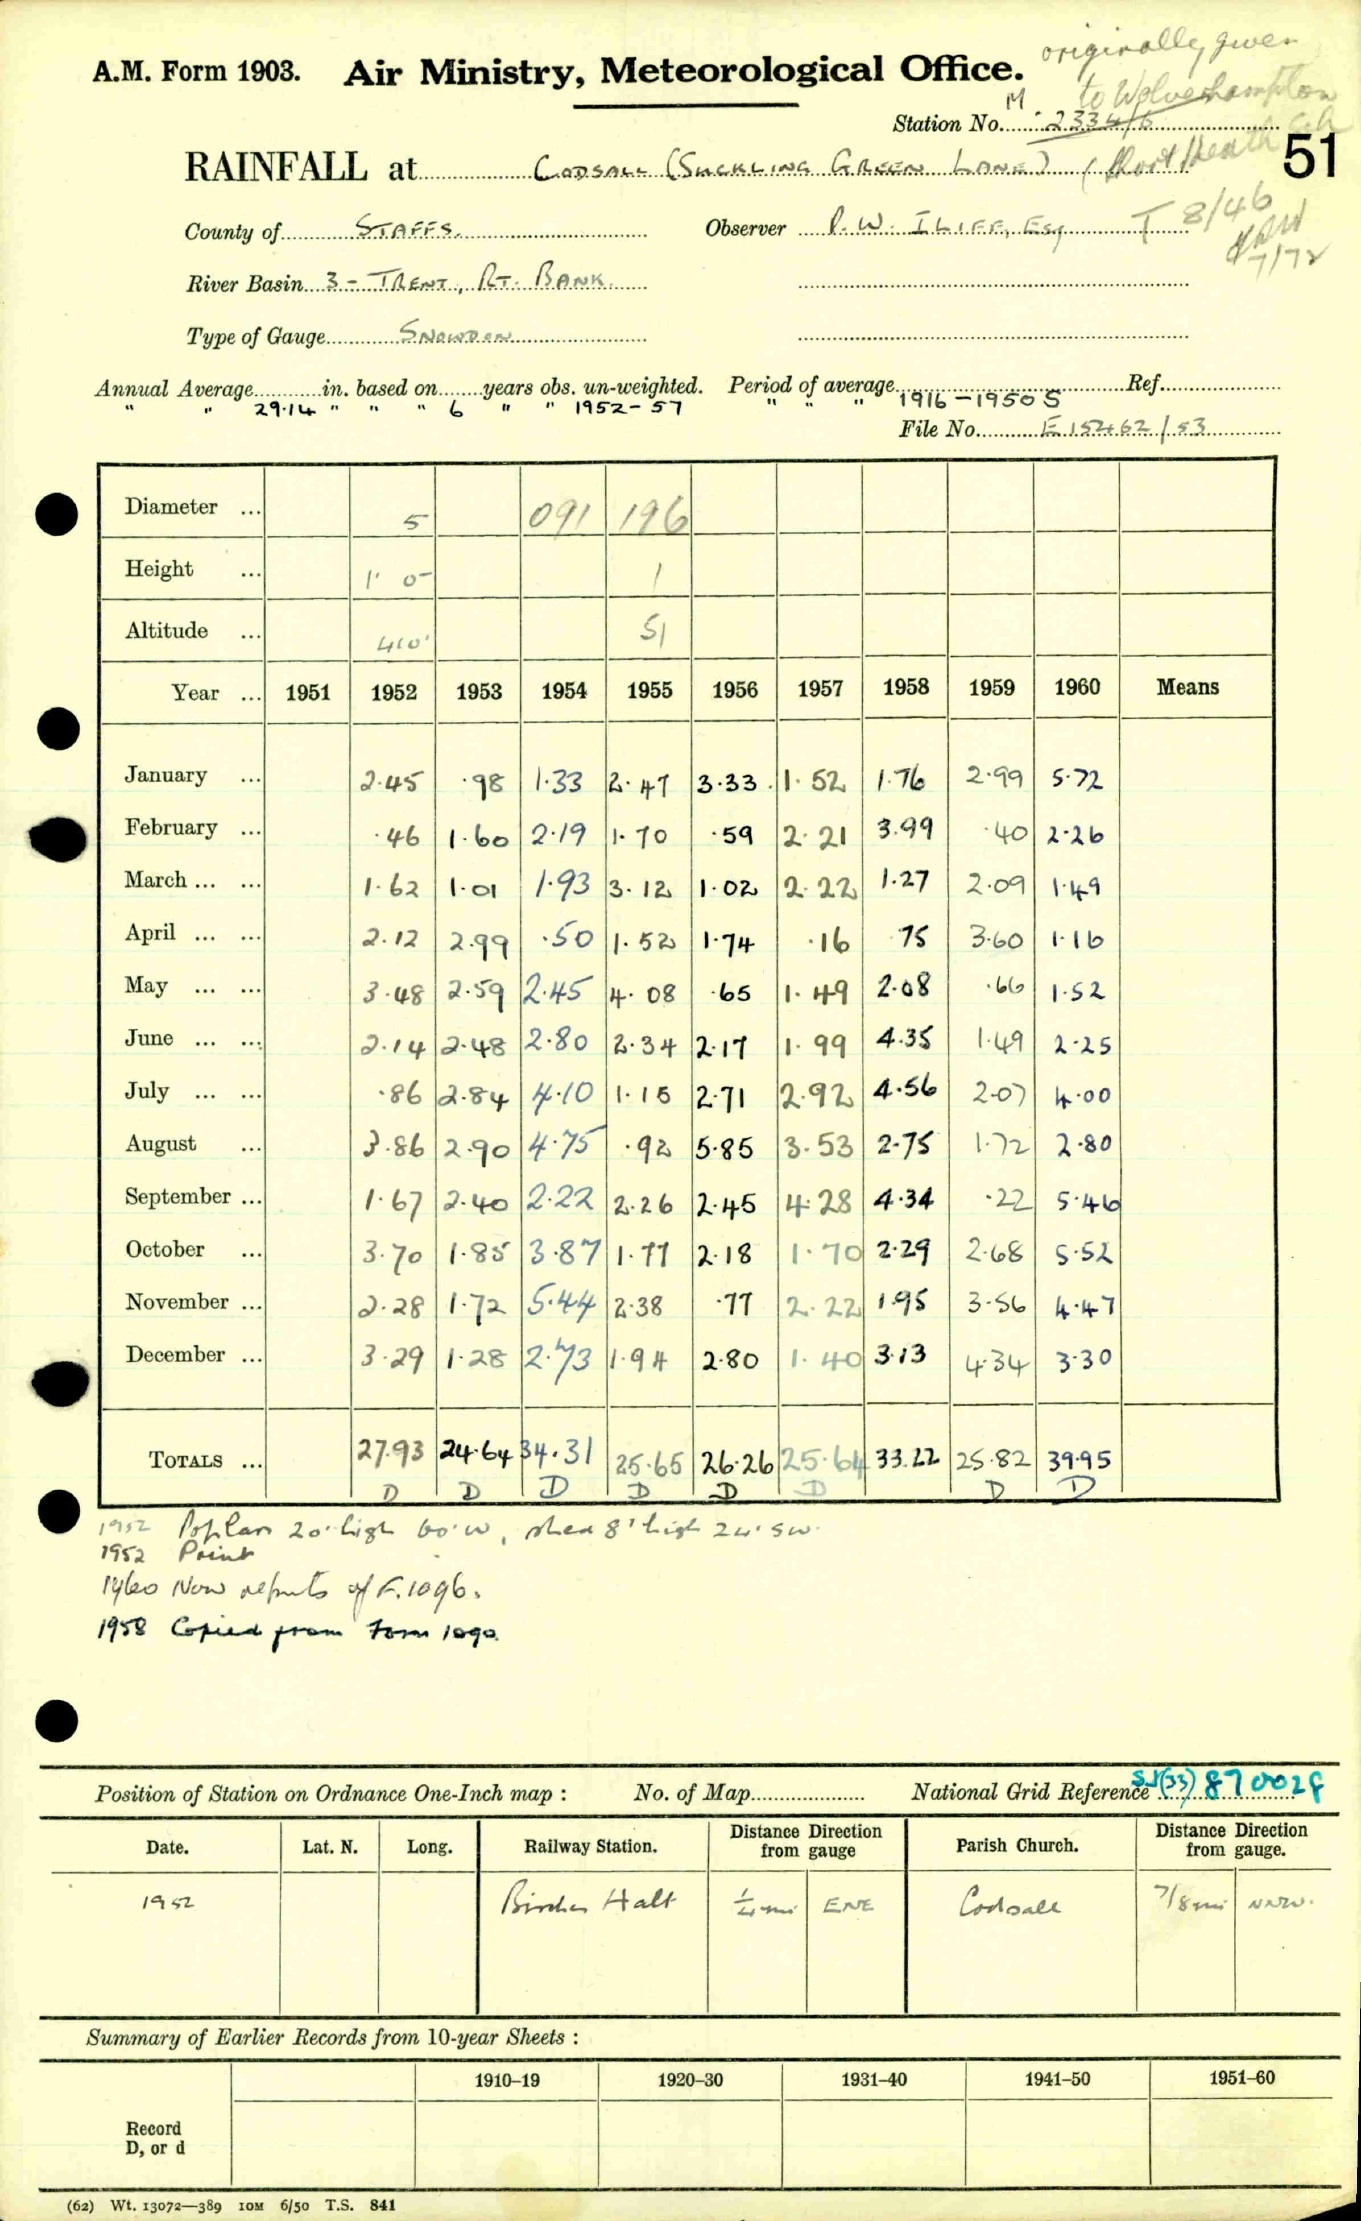 originally given
A.M. Form 1903. Air Ministry, Meteorological Office. to Wolverhampton
Station No. M 2334/6
RAINFALL at CODSALL (SUCKLING GREEN LANE) 51
T 8/46
7/72
County of STAFFS. Observer P. W. ILIFF, Esq
River Basin 3 - TRENT, RT. BANK.
Type of Gauge SNOWDON
Annual Average in. based on years obs. un-weighted. Period of average Ref.
" " 29.14 " " " 6 " " 1952-57 " " " 1916-1950 S
File No. E 15462/53
Diameter ... 5 091 196
Height ... 1' 0" 1
Altitude ... 410' 51
Year ... 1951 1952 1953 1954 1955 1956 1957 1958 1959 1960 Means
January ... 2.45 .98 1.33 2.47 3.33 1.52 1.76 2.99 5.72
February ... .46 1.60 2.19 1.70 .59 2.21 3.99 .40 2.26
March ... ... 1.62 1.01 1.93 3.12 1.02 2.22 1.27 2.09 1.49
April ... ... 2.12 2.99 .50 1.52 1.74 .16 .75 3.60 1.16
May ... ... 3.48 2.59 2.45 4.08 .65 1.49 2.08 .66 1.52
June ... ... 2.14 2.48 2.80 2.34 2.17 1.99 4.35 1.49 2.25
July ... ... .86 2.84 4.10 1.15 2.71 2.92 4.56 2.07 4.00
August ... 3.86 2.90 4.75 .92 5.85 3.53 2.75 1.72 2.80
September ... 1.67 2.40 2.22 2.26 2.45 4.28 4.34 .22 5.46
October ... 3.70 1.85 3.87 1.77 2.18 1.70 2.29 2.68 5.52
November ... 2.28 1.72 5.44 2.38 .77 2.22 1.95 3.56 4.47
December ... 3.29 1.28 2.73 1.94 2.80 1.40 3.13 4.34 3.30
TOTALS ... 27.93 24.64 34.31 25.65 26.26 25.64 33.22 25.82 39.95
D D D D D D D D
1952 Poplars 20' high 60' W, shed 8' high 24' SW.
1952 Point
1960 Now reports of F.1096.
1958 Copied from Form 1090
Position of Station on Ordnance One-Inch map : No. of Map National Grid Reference SJ(33) 870028
Date. Lat. N. Long. Railway Station. Distance from gauge Direction Parish Church. Distance from gauge. Direction
1952 Birches Halt 1/4 mi ENE Codsall 7/8 mi NNW.
Summary of Earlier Records from 10-year Sheets :
1910–19 1920–30 1931–40 1941–50 1951–60
Record
D, or d
(62) Wt. 13072—389 10M 6/50 T.S. 841